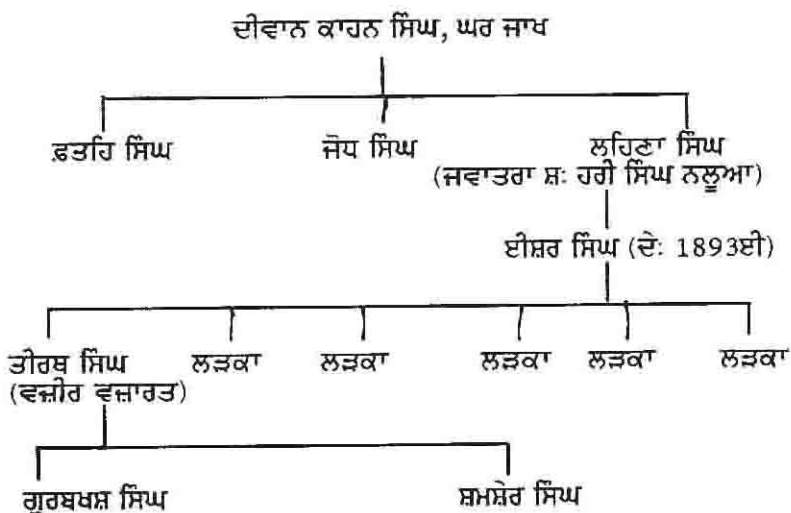 ਦੀਵਾਨ ਕਾਹਨ ਸਿੰਘ, ਘਰ ਜਾਖ
ਫ਼ਤਹਿ ਸਿੰਘ ਜੋਧ ਸਿੰਘ ਲਹਿਣਾ ਸਿੰਘ
(ਜਵਾਤਰਾ ਸ਼: ਹਰੀ ਸਿੰਘ ਨਲੂਆ)
ਈਸ਼ਰ ਸਿੰਘ (ਦੇ: 1893ਈ)
ਤੀਰਥ ਸਿੰਘ ਲੜਕਾ ਲੜਕਾ ਲੜਕਾ ਲੜਕਾ ਲੜਕਾ
(ਵਜ਼ੀਰ ਵਜ਼ਾਰਤ)
ਗੁਰਬਖਸ਼ ਸਿੰਘ ਸ਼ਮਸ਼ੇਰ ਸਿੰਘ